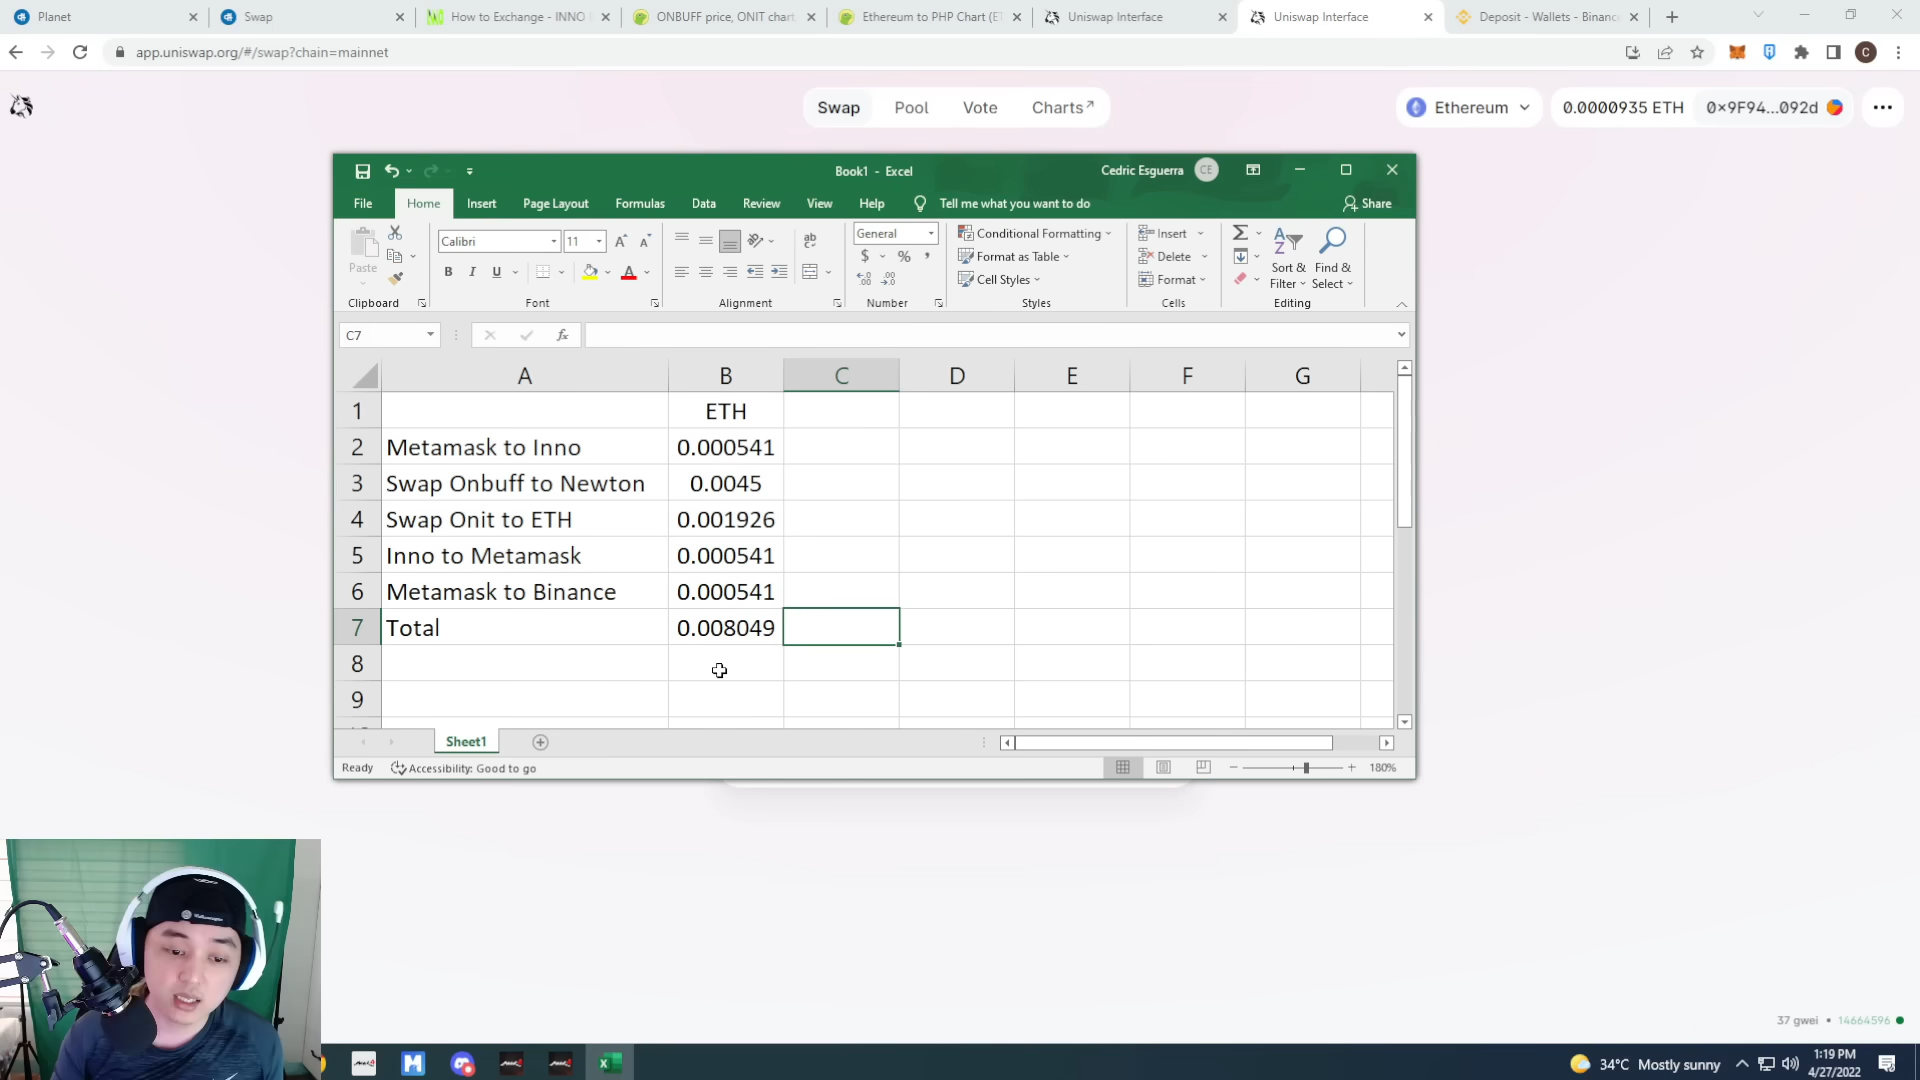 Planet
Swap
How to Exchange - INNO
ONBUFF price, ONIT chart,
Ethereum to PHP Chart (ET
Uniswap Interface
Uniswap Interface
Deposit - Wallets - Binanc
app.uniswap.org/#/swap?chain=mainnet
C
Swap
Pool
Vote
Charts↗
Ethereum
0.0000935 ETH
0×9F94...092d
Book1 - Excel
Cedric Esguerra
CE
File
Home
Insert
Page Layout
Formulas
Data
Review
View
Help
Tell me what you want to do
Share
Paste
Calibri
11
General
Conditional Formatting
Format as Table
Cell Styles
Insert
Delete
Format
Sort & Filter
Find & Select
Clipboard
Font
Alignment
Number
Styles
Cells
Editing
C7
fx
A B C D E F G
1 ETH
2 Metamask to Inno 0.000541
3 Swap Onbuff to Newton 0.0045
4 Swap Onit to ETH 0.001926
5 Inno to Metamask 0.000541
6 Metamask to Binance 0.000541
7 Total 0.008049
8
9
Sheet1
Ready
Accessibility: Good to go
180%
37 gwei • 14664596
34°C Mostly sunny
1:19 PM
4/27/2022